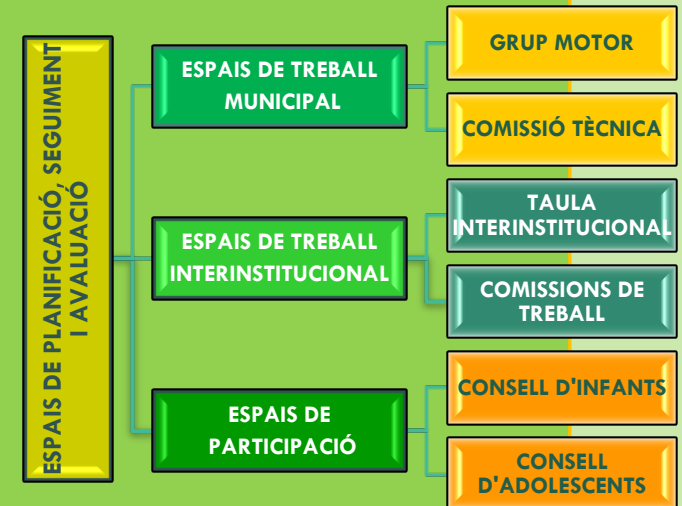 ESPAIS DE PLANIFICACIÓ, SEGUIMENT
I AVALUACIÓ
ESPAIS DE TREBALL
MUNICIPAL
GRUP MOTOR
COMISSIÓ TÈCNICA
ESPAIS DE TREBALL
INTERINSTITUCIONAL
TAULA
INTERINSTITUCIONAL
COMISSIONS DE
TREBALL
ESPAIS DE
PARTICIPACIÓ
CONSELL D'INFANTS
CONSELL
D'ADOLESCENTS